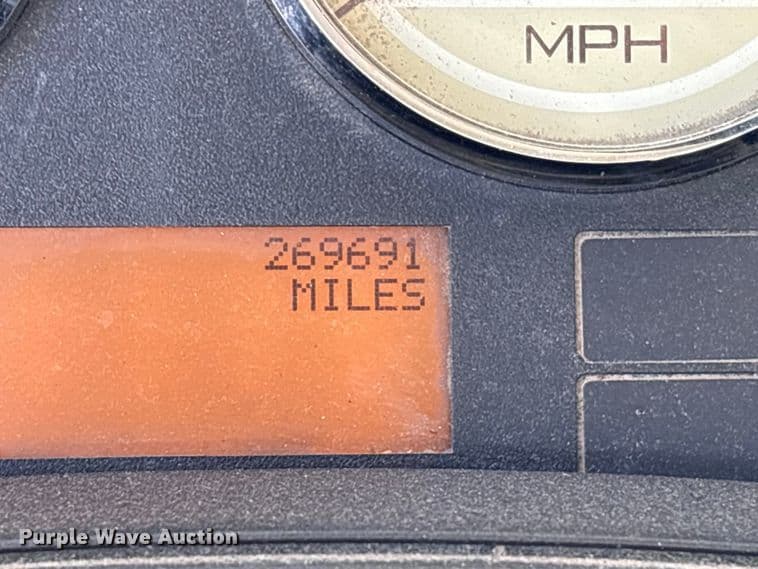 MPH
269691
MILES
Purple Wave Auction